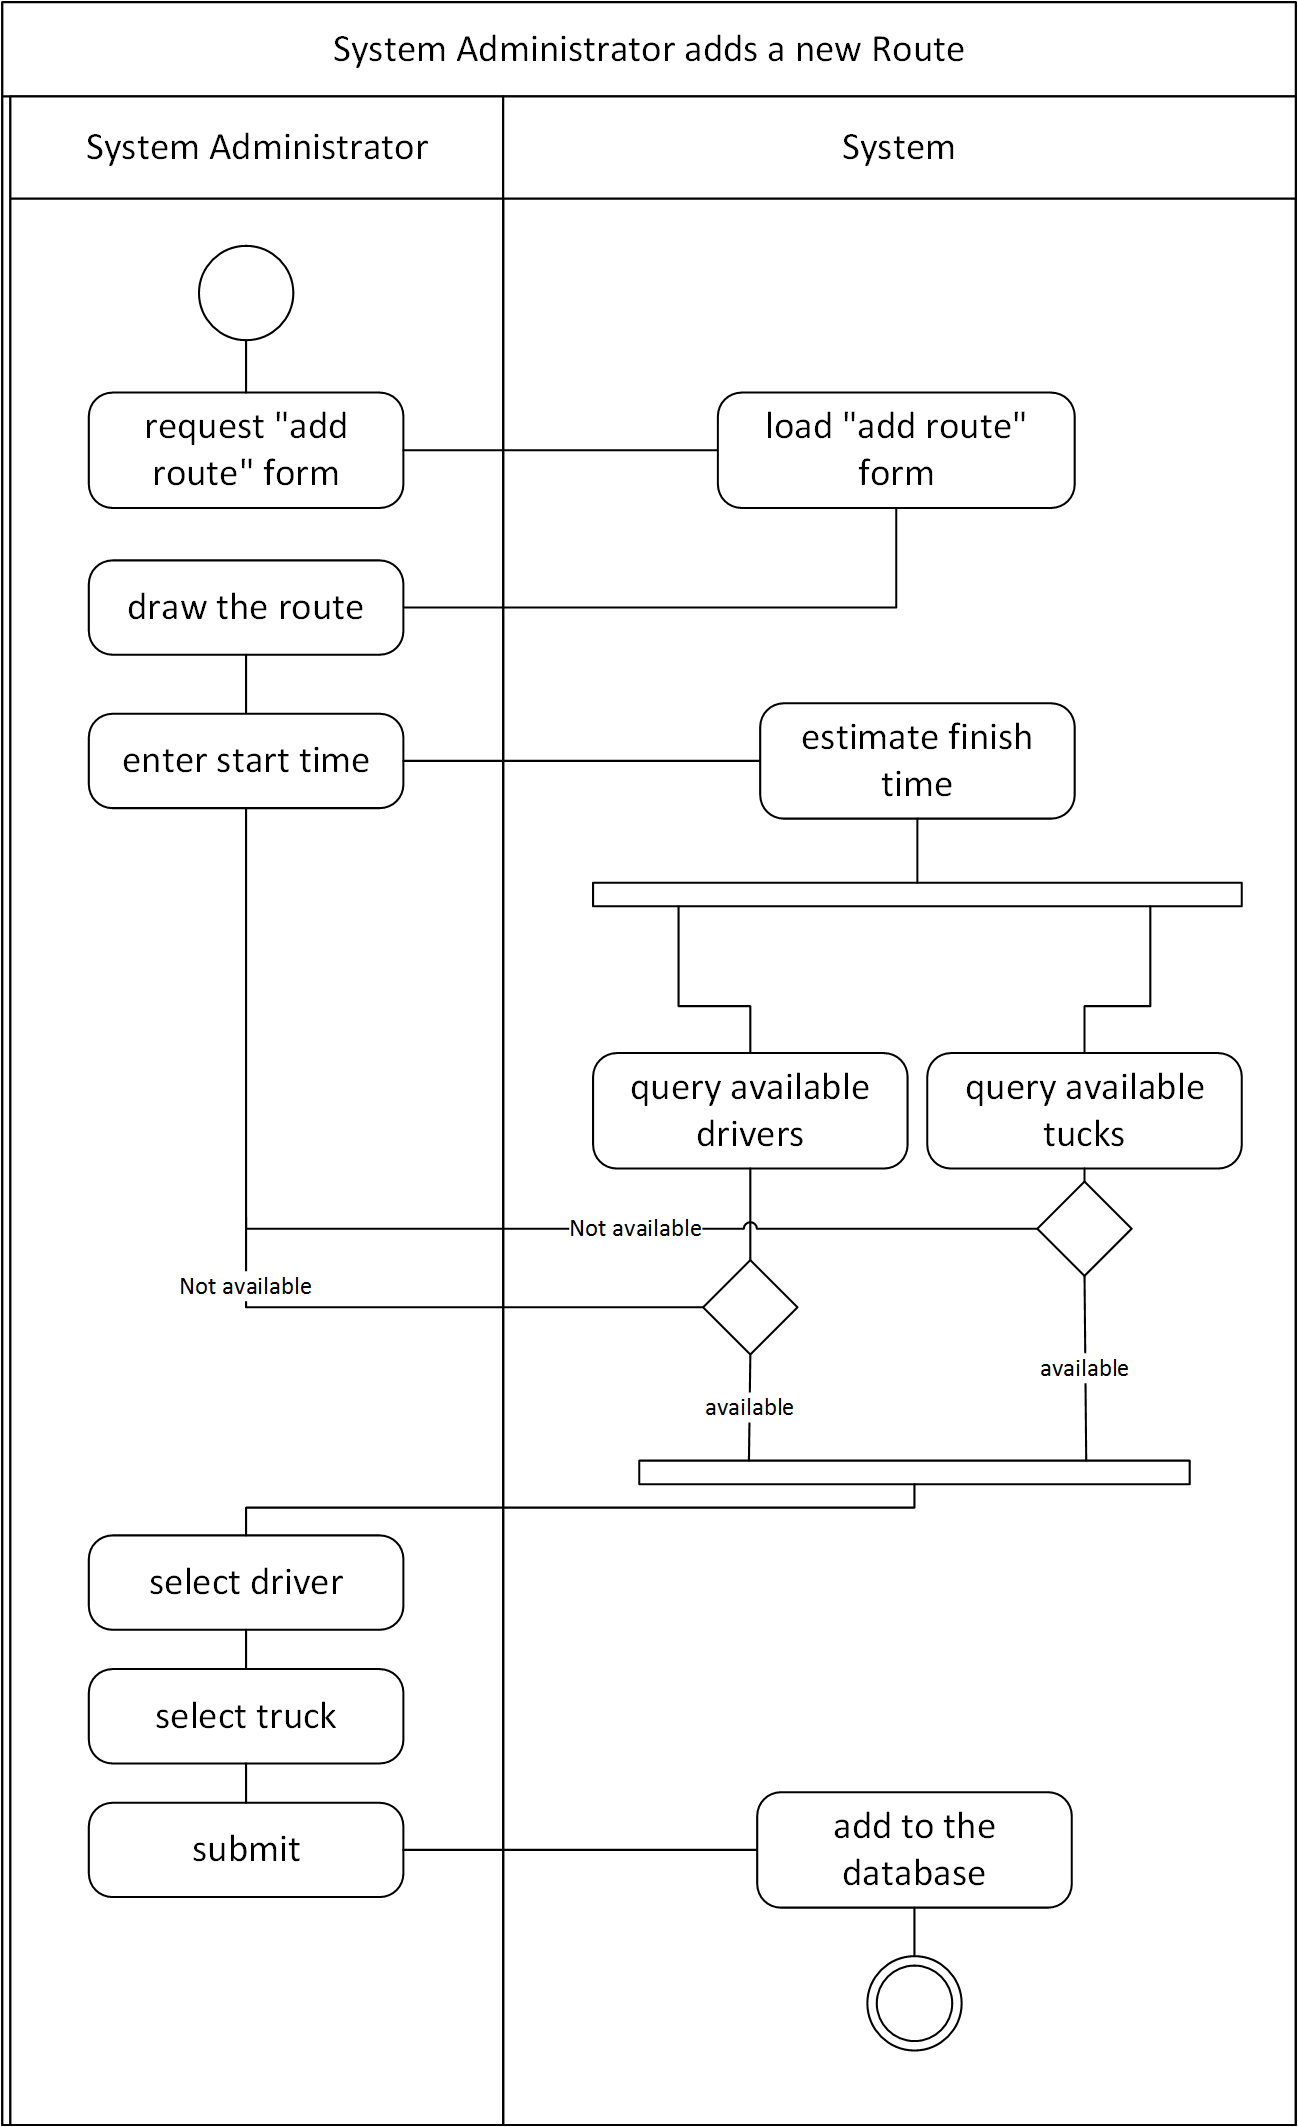 System Administrator adds a new Route
System Administrator
System
request "add
route" form
load "add route"
form
draw the route
enter start time
estimate finish
time
query available
drivers
query available
tucks
Not available
Not available
available
available
select driver
select truck
submit
add to the
database